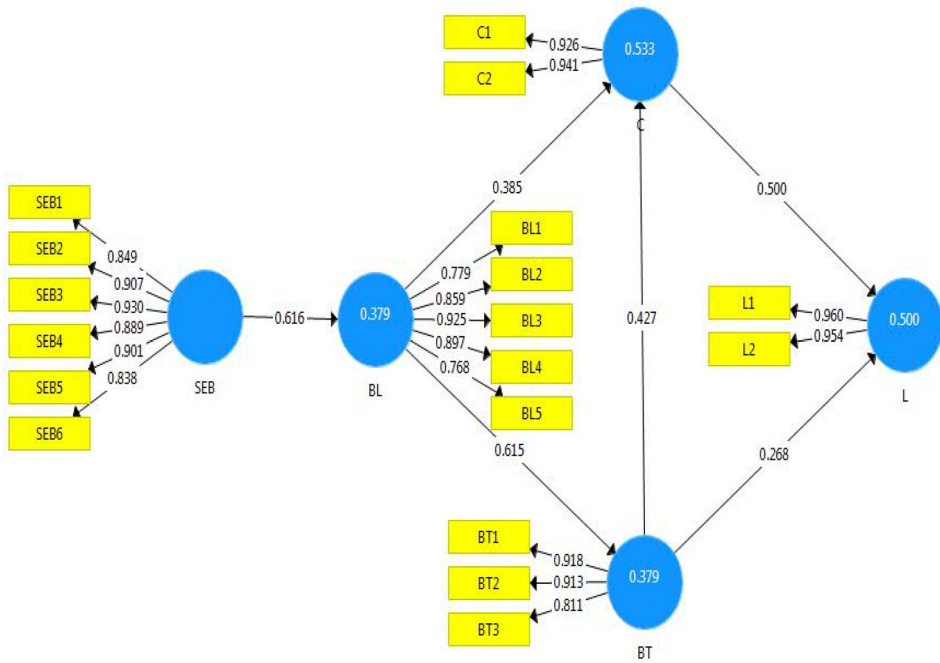 C1
0.926
0.533
C2
0.941
C
SEB1
0.849
SEB2
0.907
SEB3
0.930
SEB4
0.889
SEB5
0.901
SEB6
0.838
SEB
0.616
0.379
BL
0.385
BL1
0.779
BL2
0.859
BL3
0.925
BL4
0.897
BL5
0.768
0.615
0.427
0.500
L1
0.960
L2
0.954
0.500
L
0.268
BT1
0.918
BT2
0.913
BT3
0.811
0.379
BT